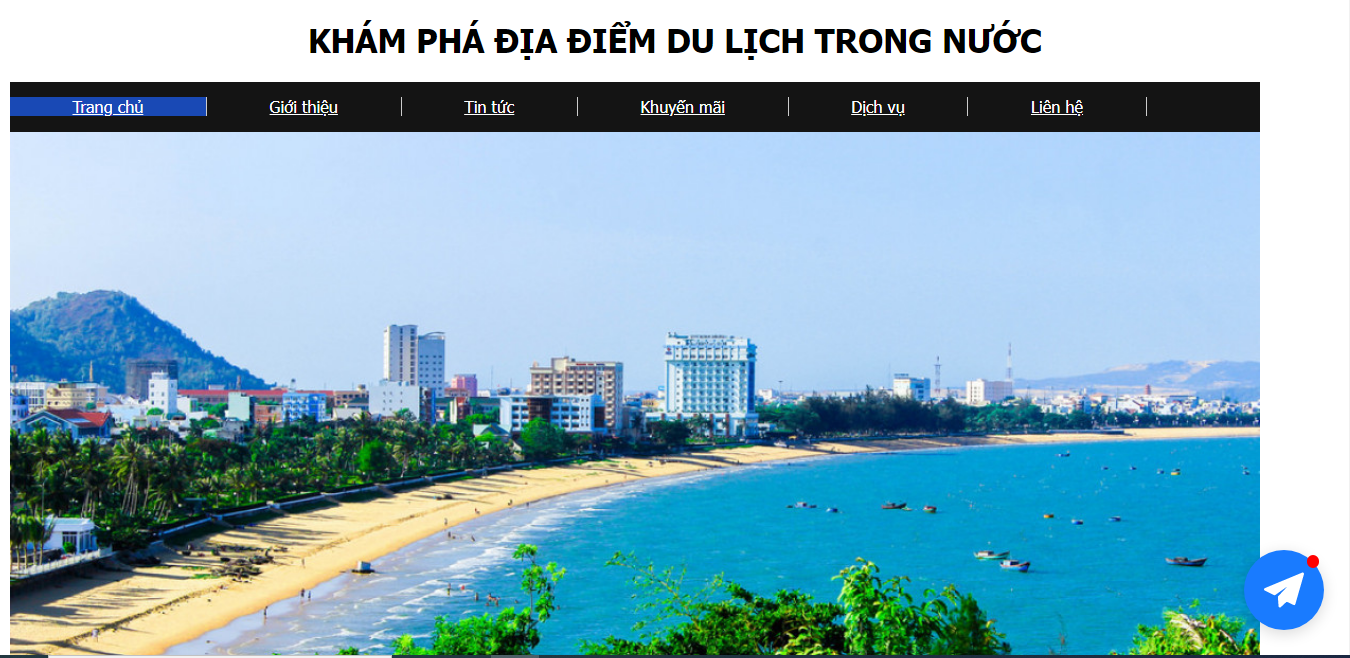 KHÁM PHÁ ĐỊA ĐIỂM DU LỊCH TRONG NƯỚC
Trang chủ Giới thiệu Tin tức Khuyến mãi Dịch vụ Liên hệ